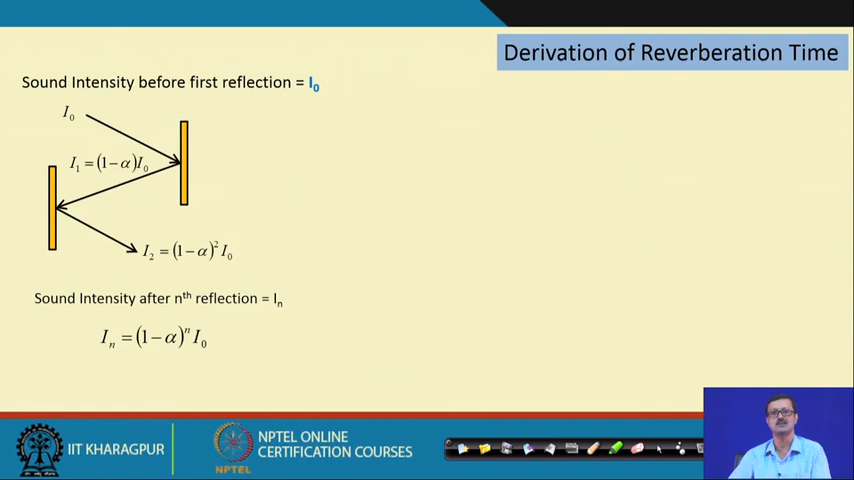 Derivation of Reverberation Time
Sound Intensity before first reflection = I₀
I₀
I₁ = (1 − α)I₀
I₂ = (1 − α)² I₀
Sound Intensity after nᵗʰ reflection = Iₙ
Iₙ = (1 − α)ⁿ I₀
IIT KHARAGPUR
NPTEL
NPTEL ONLINE
CERTIFICATION COURSES